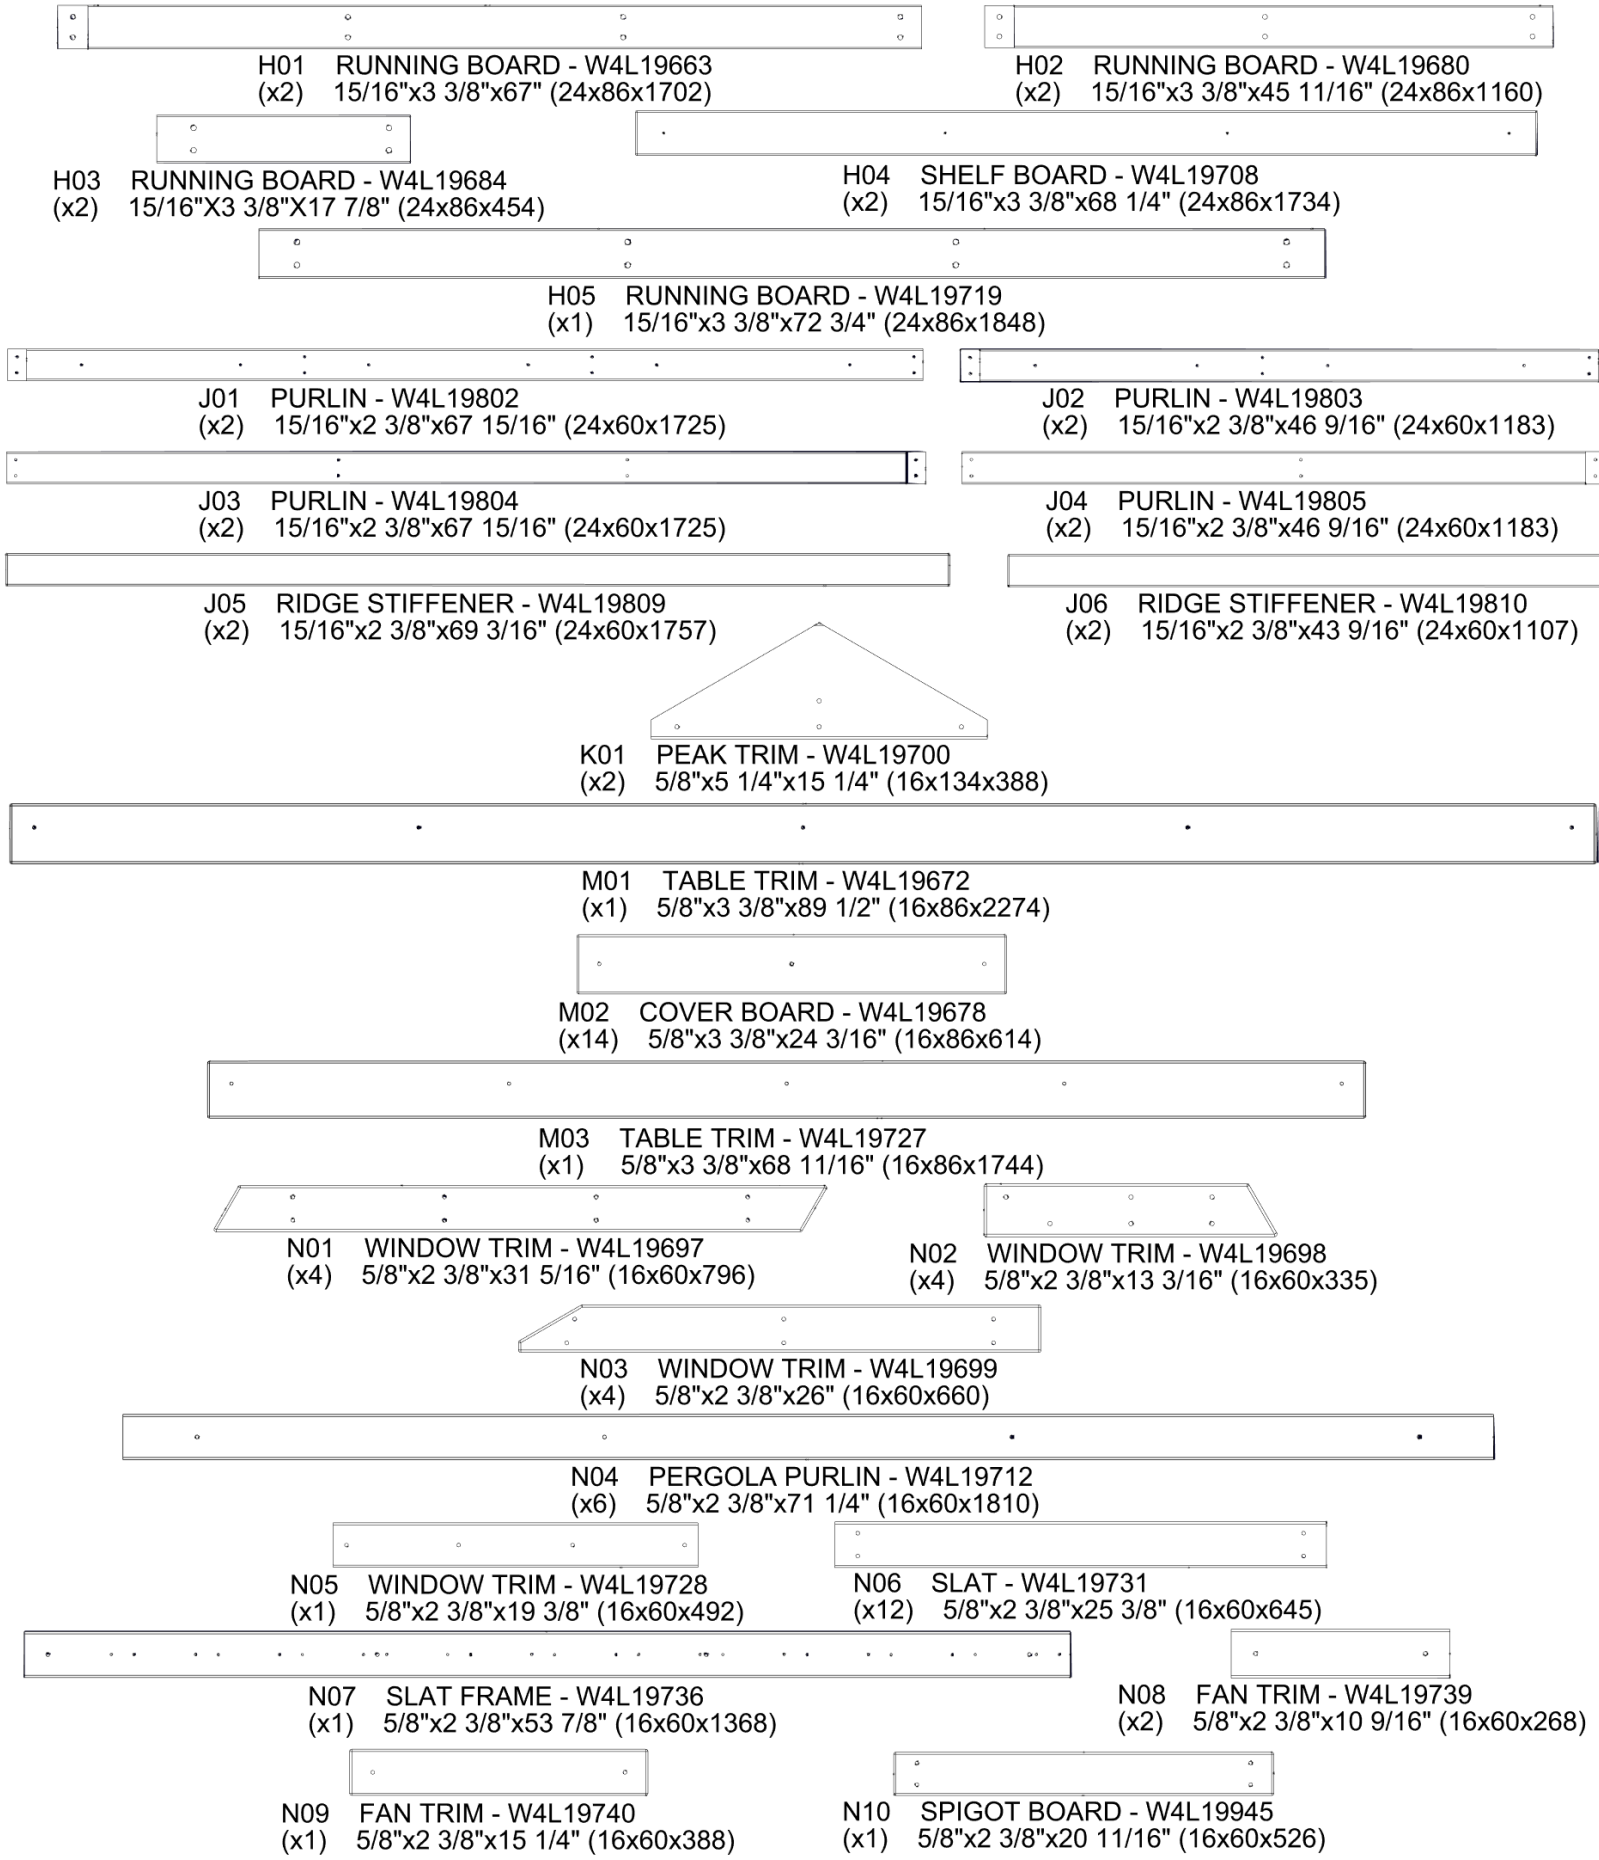 H01 RUNNING BOARD - W4L19663
(x2) 15/16"x3 3/8"x67" (24x86x1702)
H02 RUNNING BOARD - W4L19680
(x2) 15/16"x3 3/8"x45 11/16" (24x86x1160)
H03 RUNNING BOARD - W4L19684
(x2) 15/16"X3 3/8"X17 7/8" (24x86x454)
H04 SHELF BOARD - W4L19708
(x2) 15/16"x3 3/8"x68 1/4" (24x86x1734)
H05 RUNNING BOARD - W4L19719
(x1) 15/16"x3 3/8"x72 3/4" (24x86x1848)
J01 PURLIN - W4L19802
(x2) 15/16"x2 3/8"x67 15/16" (24x60x1725)
J02 PURLIN - W4L19803
(x2) 15/16"x2 3/8"x46 9/16" (24x60x1183)
J03 PURLIN - W4L19804
(x2) 15/16"x2 3/8"x67 15/16" (24x60x1725)
J04 PURLIN - W4L19805
(x2) 15/16"x2 3/8"x46 9/16" (24x60x1183)
J05 RIDGE STIFFENER - W4L19809
(x2) 15/16"x2 3/8"x69 3/16" (24x60x1757)
J06 RIDGE STIFFENER - W4L19810
(x2) 15/16"x2 3/8"x43 9/16" (24x60x1107)
K01 PEAK TRIM - W4L19700
(x2) 5/8"x5 1/4"x15 1/4" (16x134x388)
M01 TABLE TRIM - W4L19672
(x1) 5/8"x3 3/8"x89 1/2" (16x86x2274)
M02 COVER BOARD - W4L19678
(x14) 5/8"x3 3/8"x24 3/16" (16x86x614)
M03 TABLE TRIM - W4L19727
(x1) 5/8"x3 3/8"x68 11/16" (16x86x1744)
N01 WINDOW TRIM - W4L19697
(x4) 5/8"x2 3/8"x31 5/16" (16x60x796)
N02 WINDOW TRIM - W4L19698
(x4) 5/8"x2 3/8"x13 3/16" (16x60x335)
N03 WINDOW TRIM - W4L19699
(x4) 5/8"x2 3/8"x26" (16x60x660)
N04 PERGOLA PURLIN - W4L19712
(x6) 5/8"x2 3/8"x71 1/4" (16x60x1810)
N05 WINDOW TRIM - W4L19728
(x1) 5/8"x2 3/8"x19 3/8" (16x60x492)
N06 SLAT - W4L19731
(x12) 5/8"x2 3/8"x25 3/8" (16x60x645)
N07 SLAT FRAME - W4L19736
(x1) 5/8"x2 3/8"x53 7/8" (16x60x1368)
N08 FAN TRIM - W4L19739
(x2) 5/8"x2 3/8"x10 9/16" (16x60x268)
N09 FAN TRIM - W4L19740
(x1) 5/8"x2 3/8"x15 1/4" (16x60x388)
N10 SPIGOT BOARD - W4L19945
(x1) 5/8"x2 3/8"x20 11/16" (16x60x526)